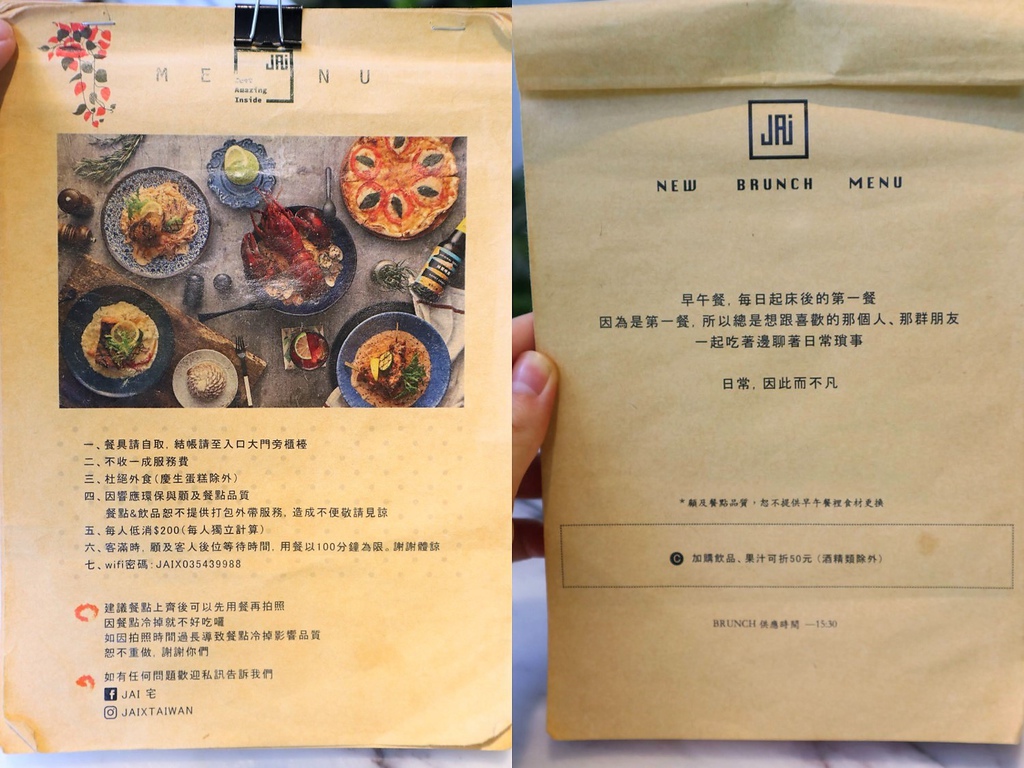 MENU
JAi
Just
Amazing
Inside
一、餐具請自取, 結帳請至入口大門旁櫃檯
二、不收一成服務費
三、杜絕外食(慶生蛋糕除外)
四、因響應環保與顧及餐點品質
餐點&飲品恕不提供打包外帶服務, 造成不便敬請見諒
五、每人低消$200(每人獨立計算)
六、客滿時, 顧及客人後位等待時間, 用餐以100分鐘為限。謝謝體諒
七、wifi密碼:JAIX035439988
建議餐點上齊後可以先用餐再拍照
因餐點冷掉就不好吃囉
如因拍照時間過長導致餐點冷掉影響品質
恕不重做, 謝謝你們
如有任何問題歡迎私訊告訴我們
JAI 宅
JAIXTAIWAN
JAi
NEW BRUNCH MENU
早午餐, 每日起床後的第一餐
因為是第一餐, 所以總是想跟喜歡的那個人、那群朋友
一起吃著邊聊著日常瑣事
日常, 因此而不凡
*顧及餐點品質,恕不提供早午餐裡食材更換
C 加購飲品、果汁可折50元 (酒精類除外)
BRUNCH 供應時間 —15:30